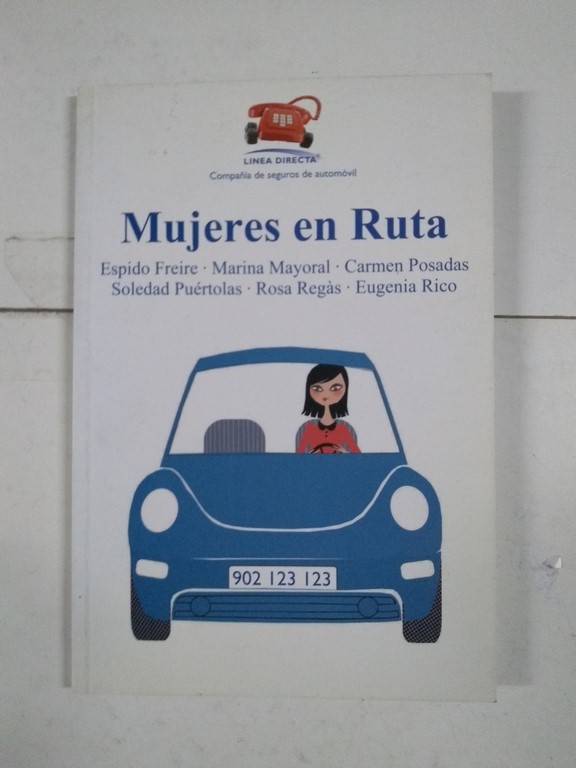 LINEA DIRECTA®
Compañía de seguros de automóvil
Mujeres en Ruta
Espido Freire · Marina Mayoral · Carmen Posadas
Soledad Puértolas · Rosa Regàs · Eugenia Rico
902 123 123